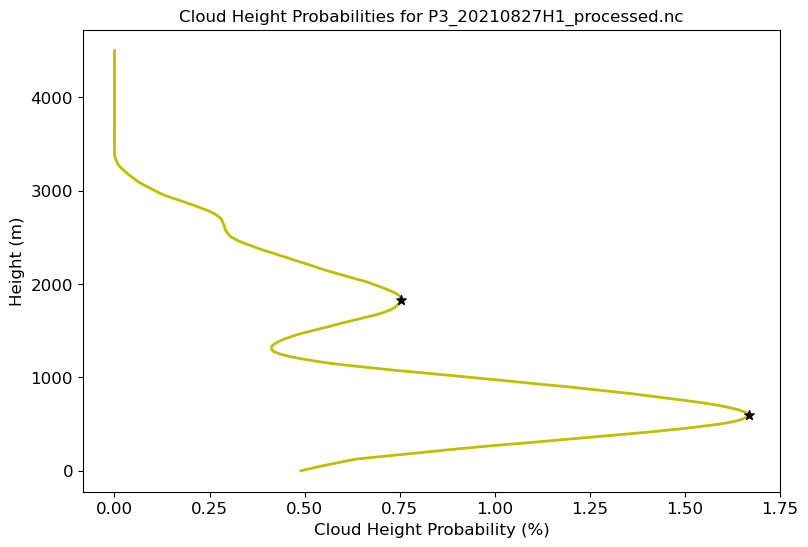 Cloud Height Probabilities for P3_20210827H1_processed.nc
Height (m)
4000
3000
2000
1000
0
0.00 0.25 0.50 0.75 1.00 1.25 1.50 1.75
Cloud Height Probability (%)